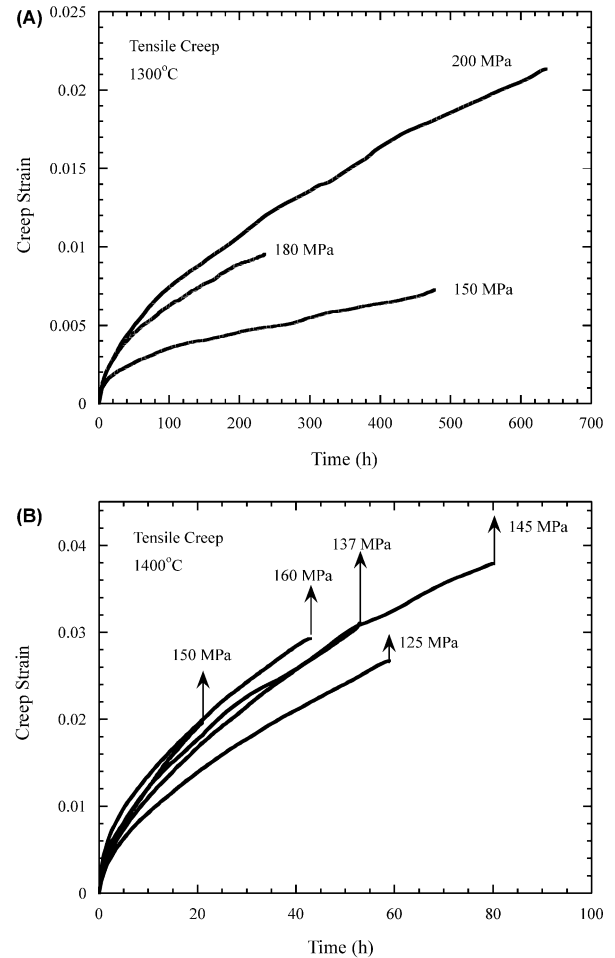 (A)
0.025
0.02
0.015
0.01
0.005
0
Creep Strain
Tensile Creep
1300°C
200 MPa
180 MPa
150 MPa
0 100 200 300 400 500 600 700
Time (h)
(B)
0.04
0.03
0.02
0.01
0
Creep Strain
Tensile Creep
1400°C
145 MPa
137 MPa
160 MPa
125 MPa
150 MPa
0 20 40 60 80 100
Time (h)